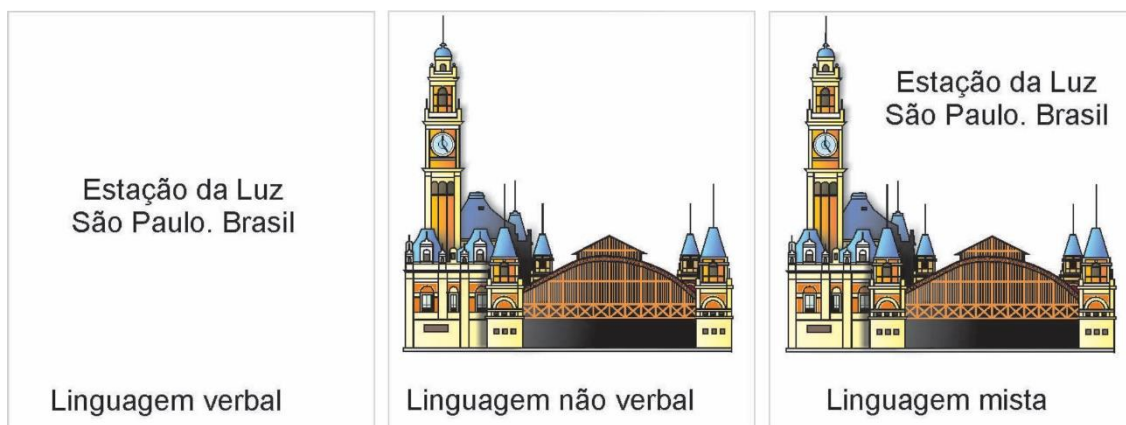 Estação da Luz
São Paulo. Brasil
Linguagem verbal
Linguagem não verbal
Estação da Luz
São Paulo. Brasil
Linguagem mista